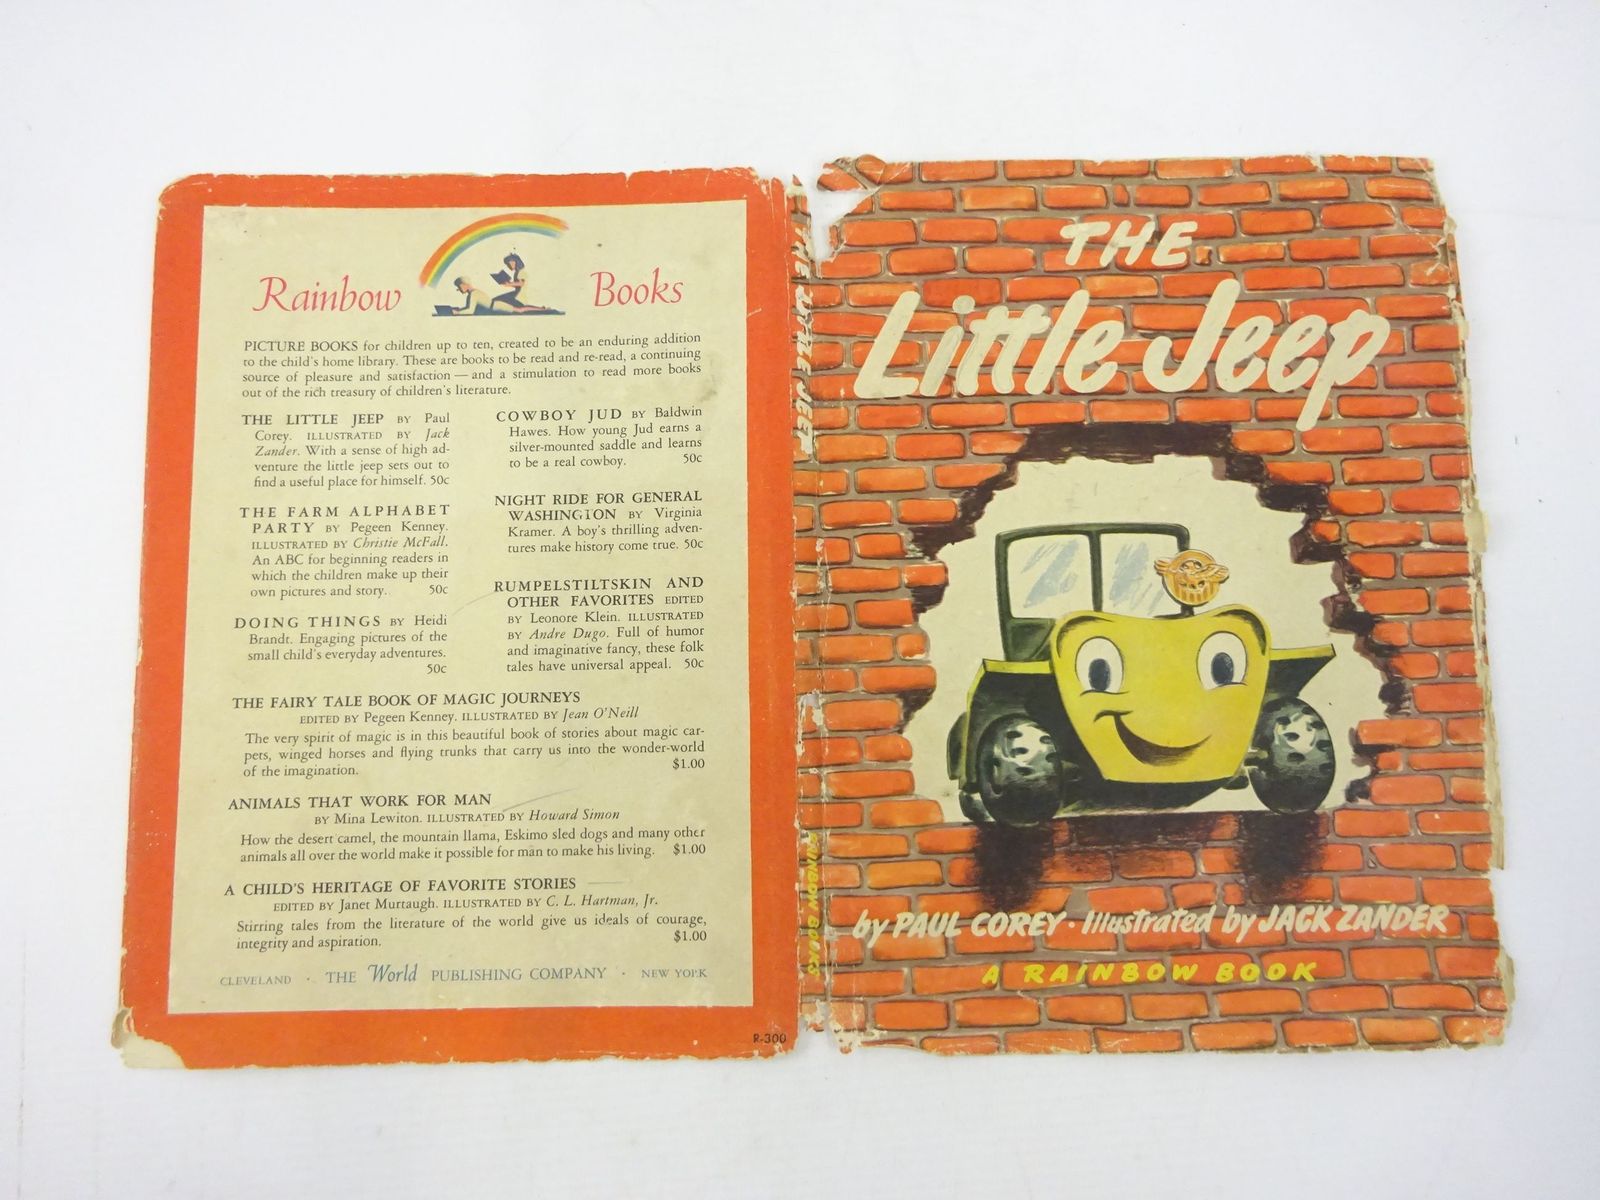 Rainbow Books
PICTURE BOOKS for children up to ten, created to be an enduring addition
to the child's home library. These are books to be read and re-read, a continuing
source of pleasure and satisfaction — and a stimulation to read more books
out of the rich treasury of children's literature.
THE LITTLE JEEP BY Paul
Corey. ILLUSTRATED BY Jack
Zander. With a sense of high ad-
venture the little jeep sets out to
find a useful place for himself. 50c
THE FARM ALPHABET
PARTY BY Pegeen Kenney.
ILLUSTRATED BY Christie McFall.
An ABC for beginning readers in
which the children make up their
own pictures and story. 50c
DOING THINGS BY Heidi
Brandt. Engaging pictures of the
small child's everyday adventures.
50c
COWBOY JUD BY Baldwin
Hawes. How young Jud earns a
silver-mounted saddle and learns
to be a real cowboy. 50c
NIGHT RIDE FOR GENERAL
WASHINGTON BY Virginia
Kramer. A boy's thrilling adven-
tures make history come true. 50c
RUMPELSTILTSKIN AND
OTHER FAVORITES EDITED
BY Leonore Klein. ILLUSTRATED
BY Andre Dugo. Full of humor
and imaginative fancy, these folk
tales have universal appeal. 50c
THE FAIRY TALE BOOK OF MAGIC JOURNEYS
EDITED BY Pegeen Kenney. ILLUSTRATED BY Jean O'Neill
The very spirit of magic is in this beautiful book of stories about magic car-
pets, winged horses and flying trunks that carry us into the wonder-world
of the imagination. $1.00
ANIMALS THAT WORK FOR MAN
BY Mina Lewiton. ILLUSTRATED BY Howard Simon
How the desert camel, the mountain llama, Eskimo sled dogs and many other
animals all over the world make it possible for man to make his living. $1.00
A CHILD'S HERITAGE OF FAVORITE STORIES
EDITED BY Janet Murtaugh. ILLUSTRATED BY C. L. Hartman, Jr.
Stirring tales from the literature of the world give us ideals of courage,
integrity and aspiration. $1.00
CLEVELAND · THE World PUBLISHING COMPANY · NEW YORK
R-300
THE LITTLE JEEP
RAINBOW BOOKS
THE
Little Jeep
by PAUL COREY · Illustrated by JACK ZANDER
A RAINBOW BOOK